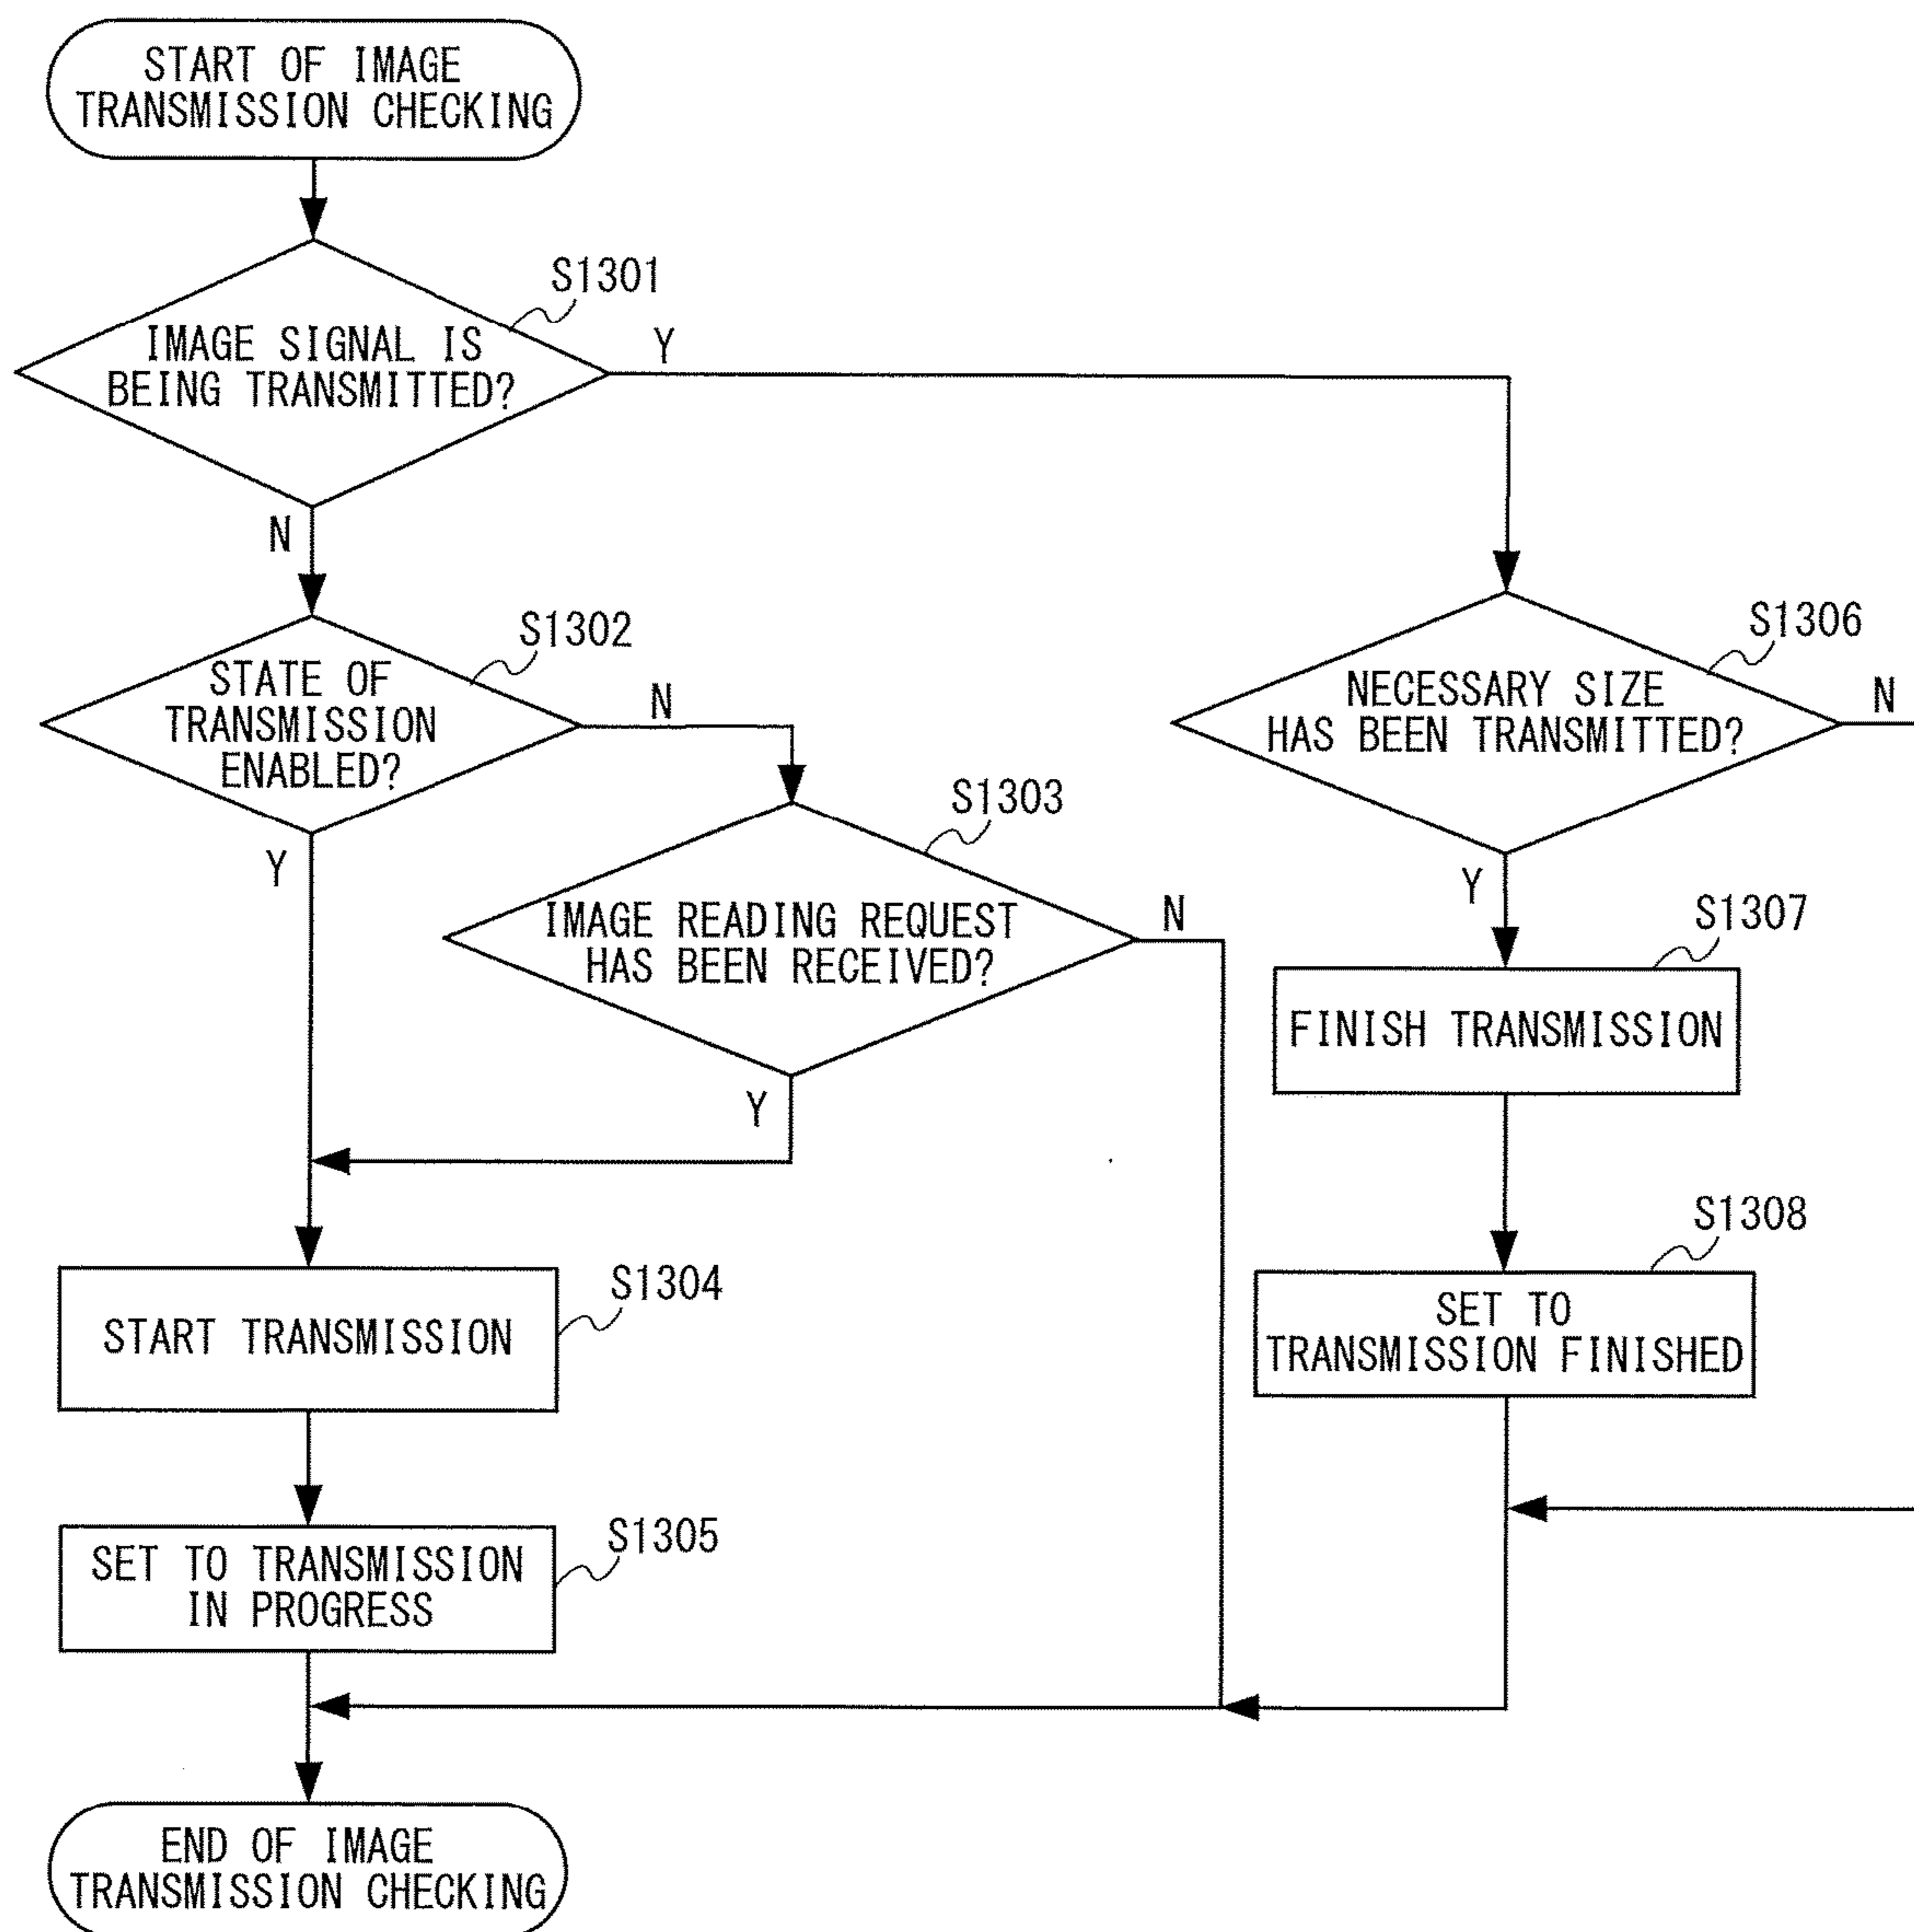 START OF IMAGE
TRANSMISSION CHECKING
S1301
IMAGE SIGNAL IS
BEING TRANSMITTED?
Y
N
S1302
STATE OF
TRANSMISSION
ENABLED?
N
Y
S1303
IMAGE READING REQUEST
HAS BEEN RECEIVED?
N
Y
S1304
START TRANSMISSION
S1305
SET TO TRANSMISSION
IN PROGRESS
S1306
NECESSARY SIZE
HAS BEEN TRANSMITTED?
N
Y
S1307
FINISH TRANSMISSION
S1308
SET TO
TRANSMISSION FINISHED
END OF IMAGE
TRANSMISSION CHECKING